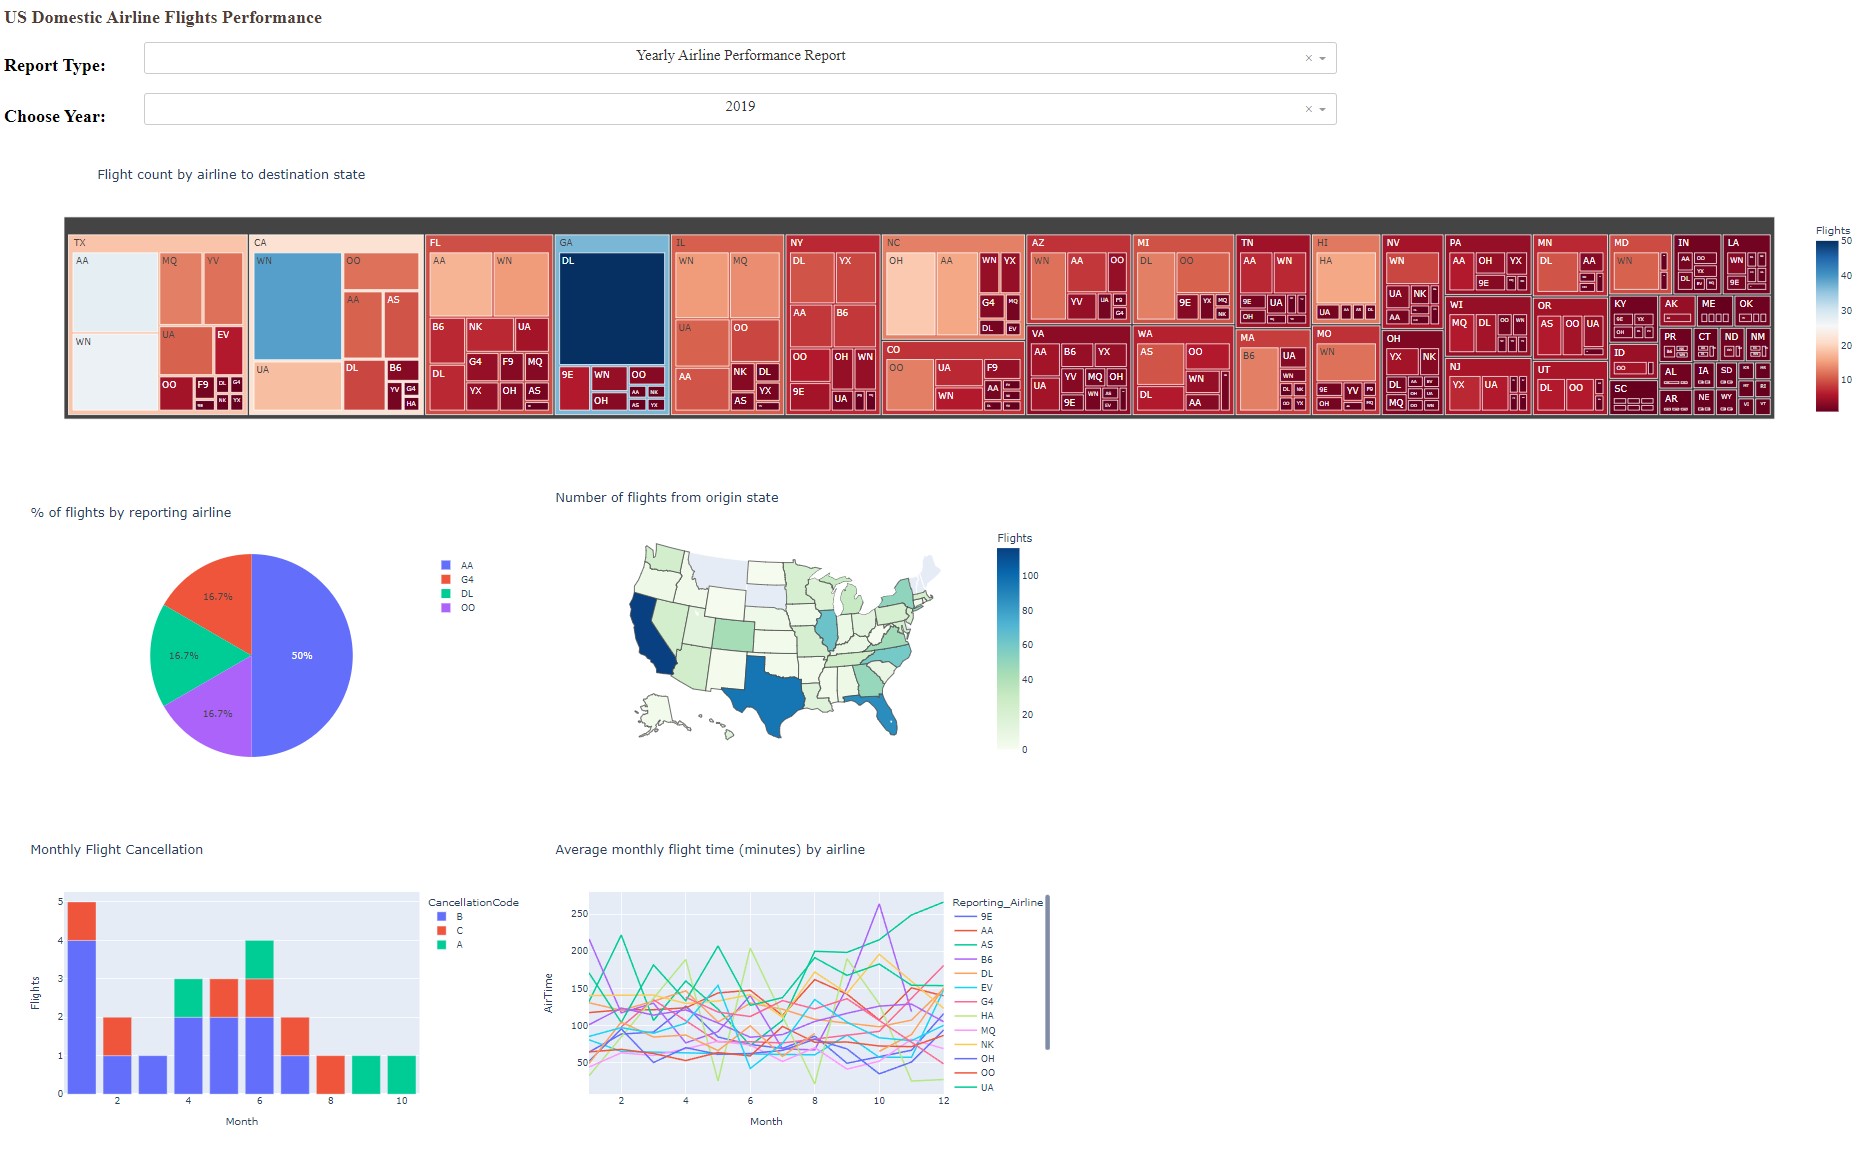 US Domestic Airline Flights Performance
Report Type:
Yearly Airline Performance Report
× 
Choose Year:
2019
× 
Flight count by airline to destination state
TX
AA
MQ
YV
WN
UA
EV
OO
F9
DL
G4
9E
NK
YX
CA
WN
OO
AA
AS
UA
DL
B6
YV
G4
HA
FL
AA
WN
B6
NK
UA
DL
G4
F9
MQ
YX
OH
AS
GA
DL
9E
WN
OO
OH
AA
NK
AS
YX
IL
WN
MQ
UA
OO
AA
NK
DL
YX
AS
NY
DL
YX
AA
B6
OO
OH
WN
9E
UA
NC
OH
AA
WN
YX
G4
MQ
DL
EV
CO
OO
UA
F9
WN
AA
AZ
WN
AA
OO
YV
UA
F9
G4
VA
AA
B6
YX
UA
YV
MQ
OH
9E
WN
AS
EV
MI
DL
OO
9E
YX
MQ
NK
WA
AS
OO
DL
WN
AA
TN
AA
WN
9E
UA
OH
MA
B6
UA
WN
DL
NK
OO
YX
HI
HA
UA
AA
AS
DL
MO
WN
9E
YV
F9
OH
MQ
NV
WN
UA
NK
AA
OH
YX
NK
DL
AA
EV
OH
UA
MQ
OO
WN
PA
AA
OH
YX
9E
WI
MQ
DL
OO
WN
NJ
YX
UA
MN
DL
AA
OR
AS
OO
UA
UT
DL
OO
MD
WN
KY
9E
YX
OH
ID
OO
SC
IN
AA
OO
YX
DL
LA
WN
9E
AK
ME
OK
PR
CT
ND
NM
AL
IA
SD
AR
NE
WY
Flights
50
40
30
20
10
% of flights by reporting airline
16.7%
16.7%
50%
16.7%
AA
G4
DL
OO
Number of flights from origin state
Flights
100
80
60
40
20
0
Monthly Flight Cancellation
Flights
5
4
3
2
1
0
2
4
6
8
10
Month
CancellationCode
B
C
A
Average monthly flight time (minutes) by airline
AirTime
250
200
150
100
50
2
4
6
8
10
12
Month
Reporting_Airline
9E
AA
AS
B6
DL
EV
G4
HA
MQ
NK
OH
OO
UA